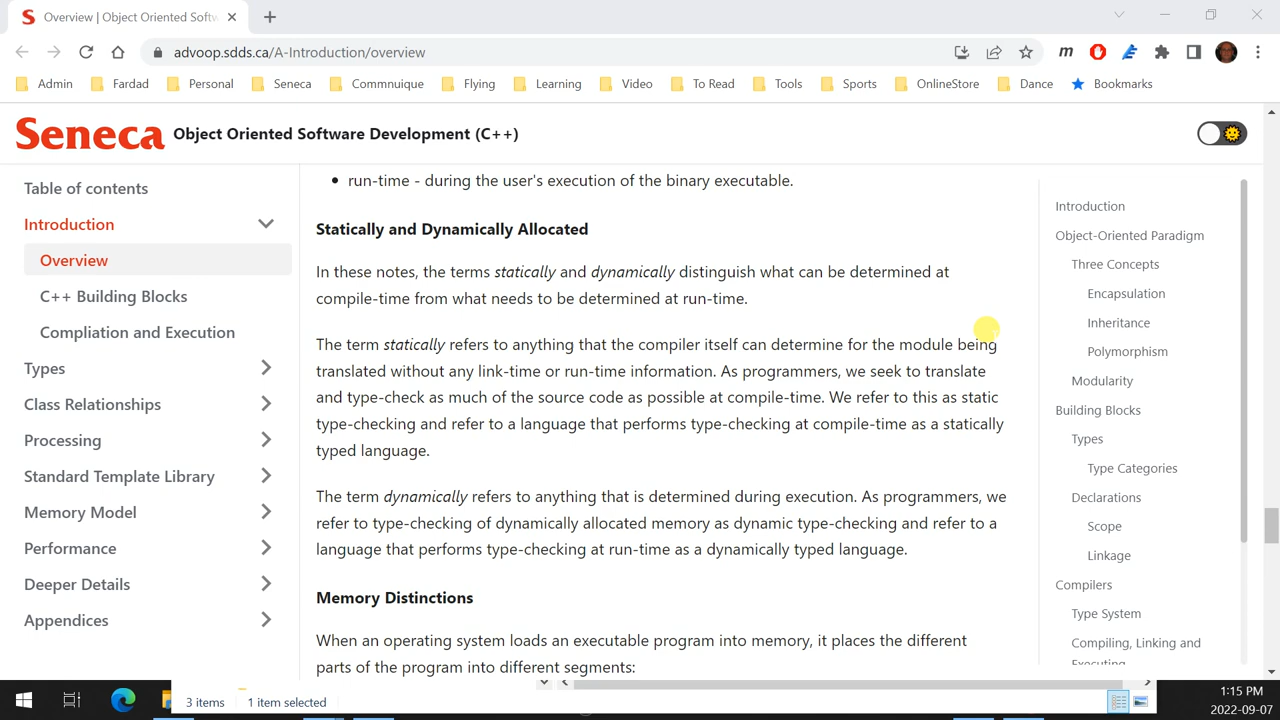 Overview | Object Oriented Softw
advoop.sdds.ca/A-Introduction/overview
m
Admin
Fardad
Personal
Seneca
Commnuique
Flying
Learning
Video
To Read
Tools
Sports
OnlineStore
Dance
Bookmarks
Seneca Object Oriented Software Development (C++)
Table of contents
Introduction
Overview
C++ Building Blocks
Compliation and Execution
Types
Class Relationships
Processing
Standard Template Library
Memory Model
Performance
Deeper Details
Appendices
• run-time - during the user's execution of the binary executable.
Statically and Dynamically Allocated
In these notes, the terms statically and dynamically distinguish what can be determined at
compile-time from what needs to be determined at run-time.
The term statically refers to anything that the compiler itself can determine for the module being
translated without any link-time or run-time information. As programmers, we seek to translate
and type-check as much of the source code as possible at compile-time. We refer to this as static
type-checking and refer to a language that performs type-checking at compile-time as a statically
typed language.
The term dynamically refers to anything that is determined during execution. As programmers, we
refer to type-checking of dynamically allocated memory as dynamic type-checking and refer to a
language that performs type-checking at run-time as a dynamically typed language.
Memory Distinctions
When an operating system loads an executable program into memory, it places the different
parts of the program into different segments:
Introduction
Object-Oriented Paradigm
Three Concepts
Encapsulation
Inheritance
Polymorphism
Modularity
Building Blocks
Types
Type Categories
Declarations
Scope
Linkage
Compilers
Type System
Compiling, Linking and
Executing
3 items
1 item selected
1:15 PM
2022-09-07